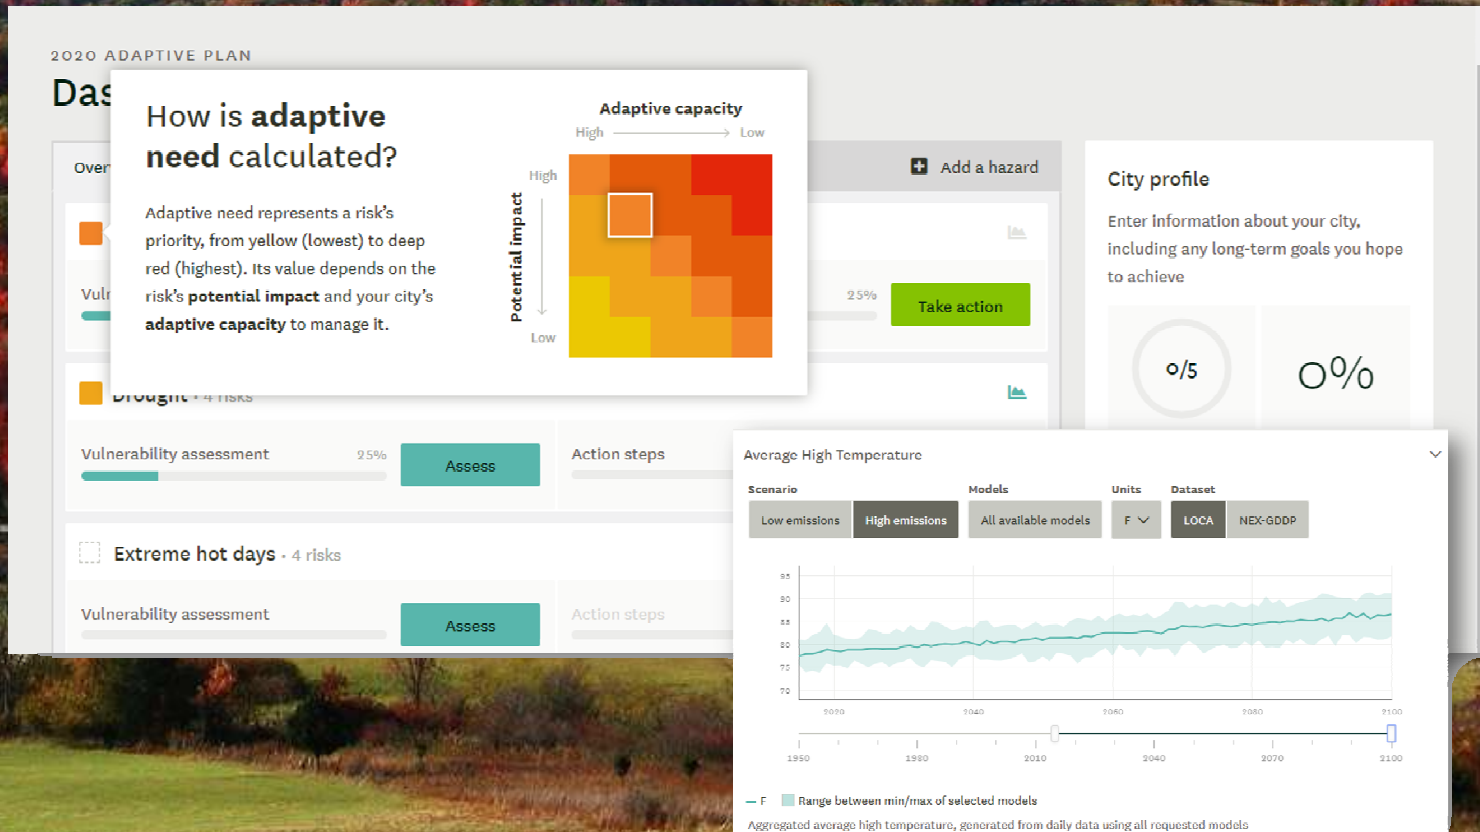 2020 ADAPTIVE PLAN
Das
How is adaptive
need calculated?
Adaptive need represents a risk's
priority, from yellow (lowest) to deep
red (highest). Its value depends on the
risk's potential impact and your city's
adaptive capacity to manage it.
Adaptive capacity
High
Low
Potential impact
High
Low
Over
Add a hazard
Vulr
25%
Take action
Drought • 4 risks
Vulnerability assessment
25%
Assess
Action steps
Extreme hot days • 4 risks
Vulnerability assessment
Assess
Action steps
City profile
Enter information about your city,
including any long-term goals you hope
to achieve
0/5
0%
Average High Temperature
Scenario
Models
Units
Dataset
Low emissions
High emissions
All available models
F
LOCA
NEX-GDDP
95
90
85
80
75
70
2020
2040
2060
2080
2100
1950
1980
2010
2040
2070
2100
F
Range between min/max of selected models
Aggregated average high temperature, generated from daily data using all requested models